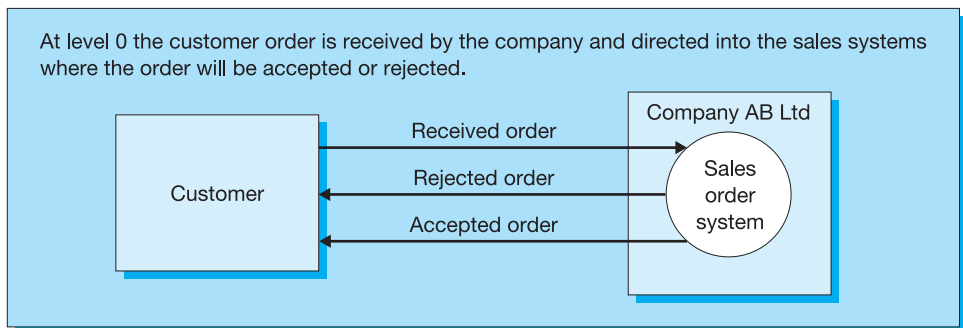 At level 0 the customer order is received by the company and directed into the sales systems
where the order will be accepted or rejected.
Company AB Ltd
Received order
Customer
Rejected order
Sales
order
system
Accepted order